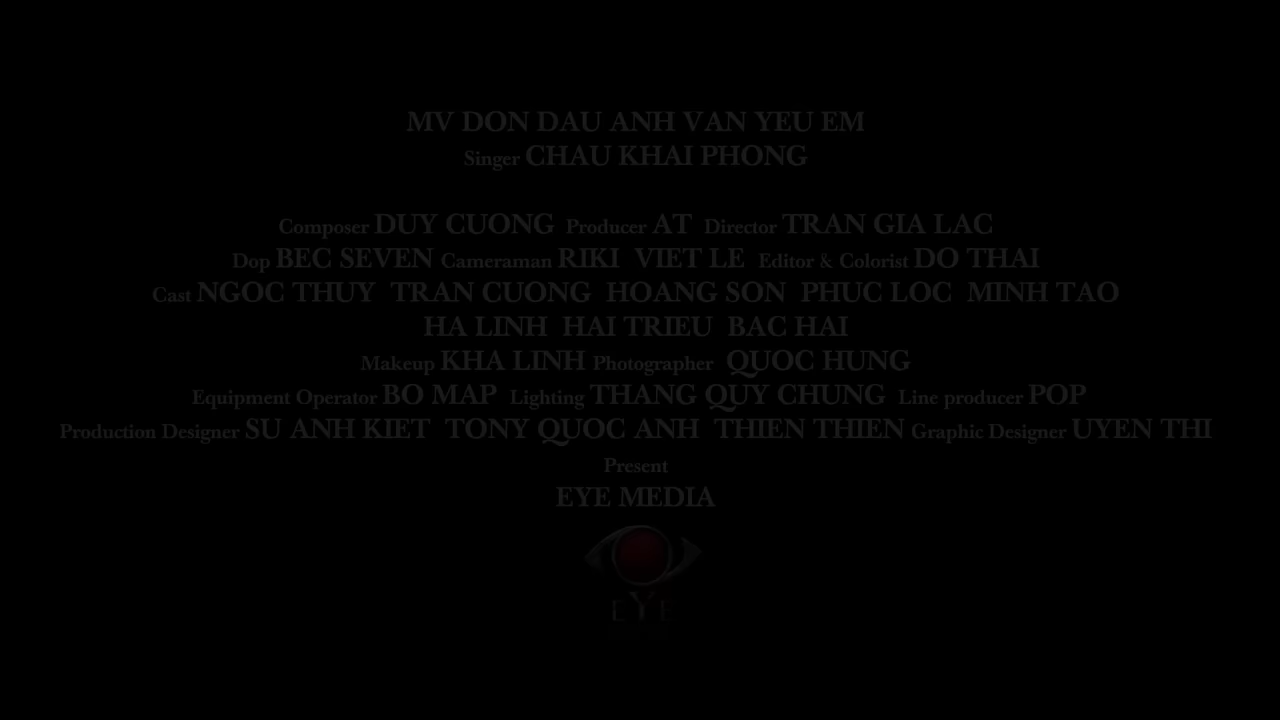 MV DON DAU ANH VAN YEU EM
Singer CHAU KHAI PHONG
Composer DUY CUONG Producer AT Director TRAN GIA LAC
Dop BEC SEVEN Cameraman RIKI VIET LE Editor & Colorist DO THAI
Cast NGOC THUY TRAN CUONG HOANG SON PHUC LOC MINH TAO
HA LINH HAI TRIEU BAC HAI
Makeup KHA LINH Photographer QUOC HUNG
Equipment Operator BO MAP Lighting THANG QUY CHUNG Line producer POP
Production Designer SU ANH KIET TONY QUOC ANH THIEN THIEN Graphic Designer UYEN THI
Present
EYE MEDIA
EYE